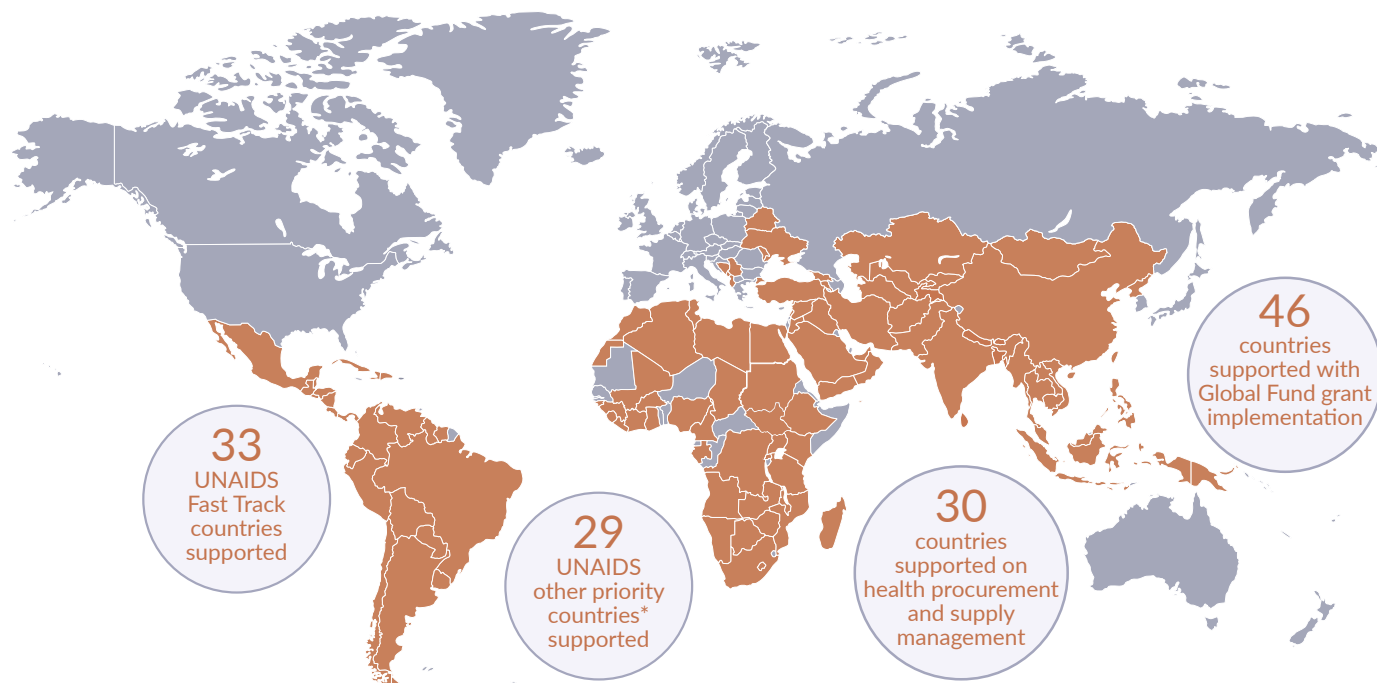 33
UNAIDS
Fast Track
countries
supported
29
UNAIDS
other priority
countries*
supported
30
countries
supported on
health procurement
and supply
management
46
countries
supported with
Global Fund grant
implementation